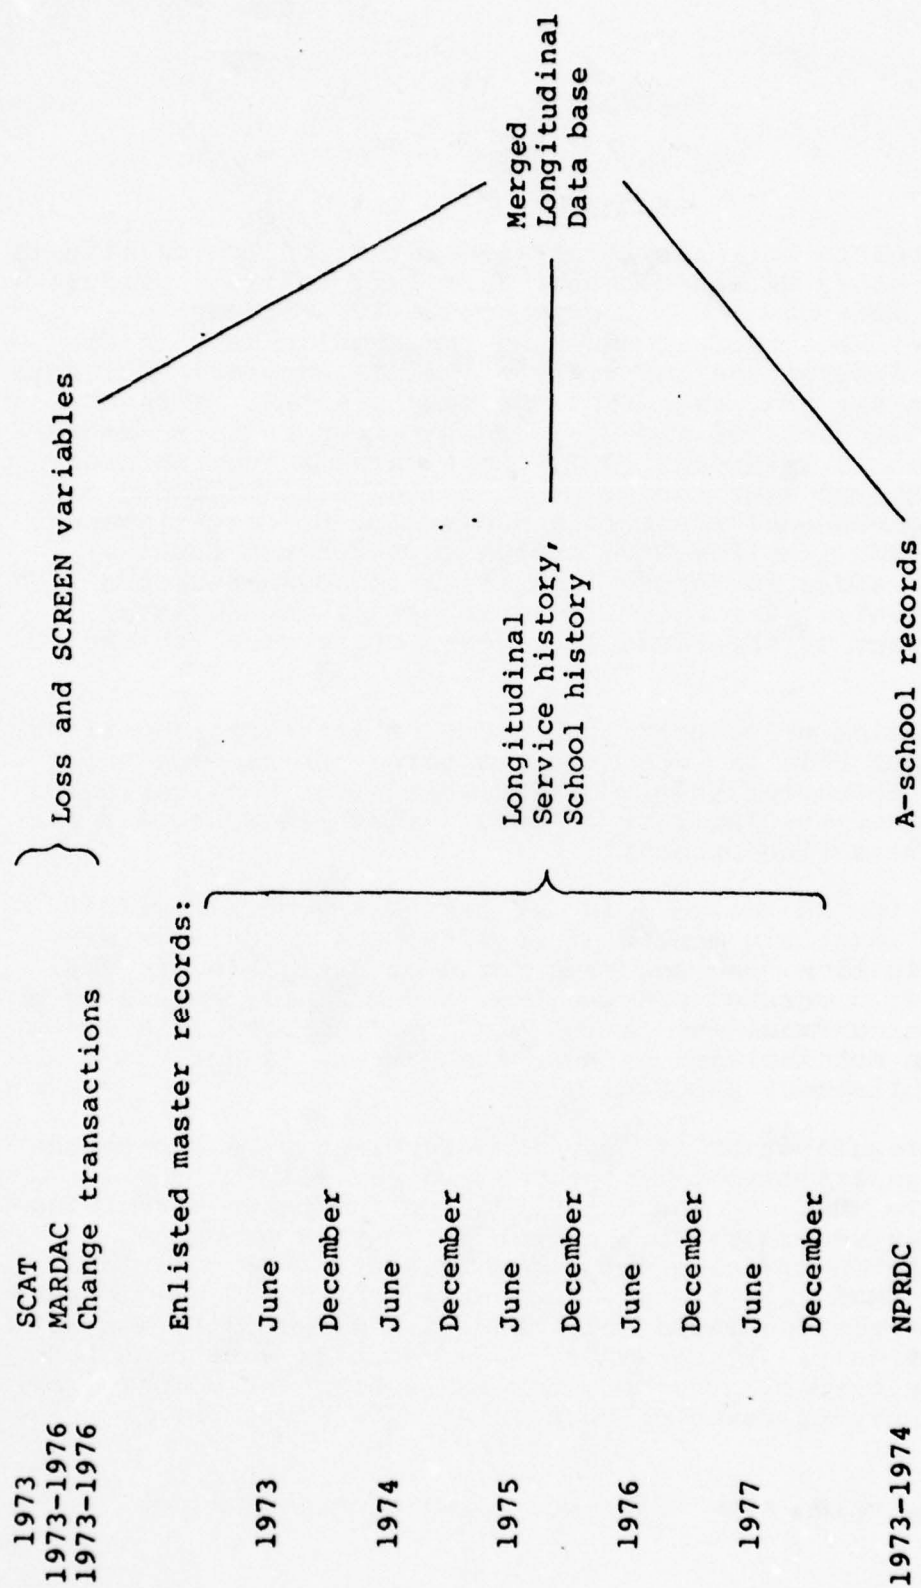 1973 SCAT
1973-1976 MARDAC
1973-1976 Change transactions
Loss and SCREEN variables
Enlisted master records:
1973 June
December
1974 June
December
1975 June
December
1976 June
December
1977 June
December
Longitudinal
Service history,
School history
Merged
Longitudinal
Data base
1973-1974 NPRDC
A-school records